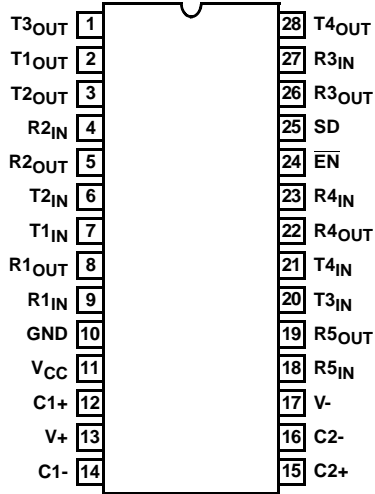 T3OUT 1 28 T4OUT
T1OUT 2 27 R3IN
T2OUT 3 26 R3OUT
R2IN 4 25 SD
R2OUT 5 24 EN
T2IN 6 23 R4IN
T1IN 7 22 R4OUT
R1OUT 8 21 T4IN
R1IN 9 20 T3IN
GND 10 19 R5OUT
VCC 11 18 R5IN
C1+ 12 17 V-
V+ 13 16 C2-
C1- 14 15 C2+